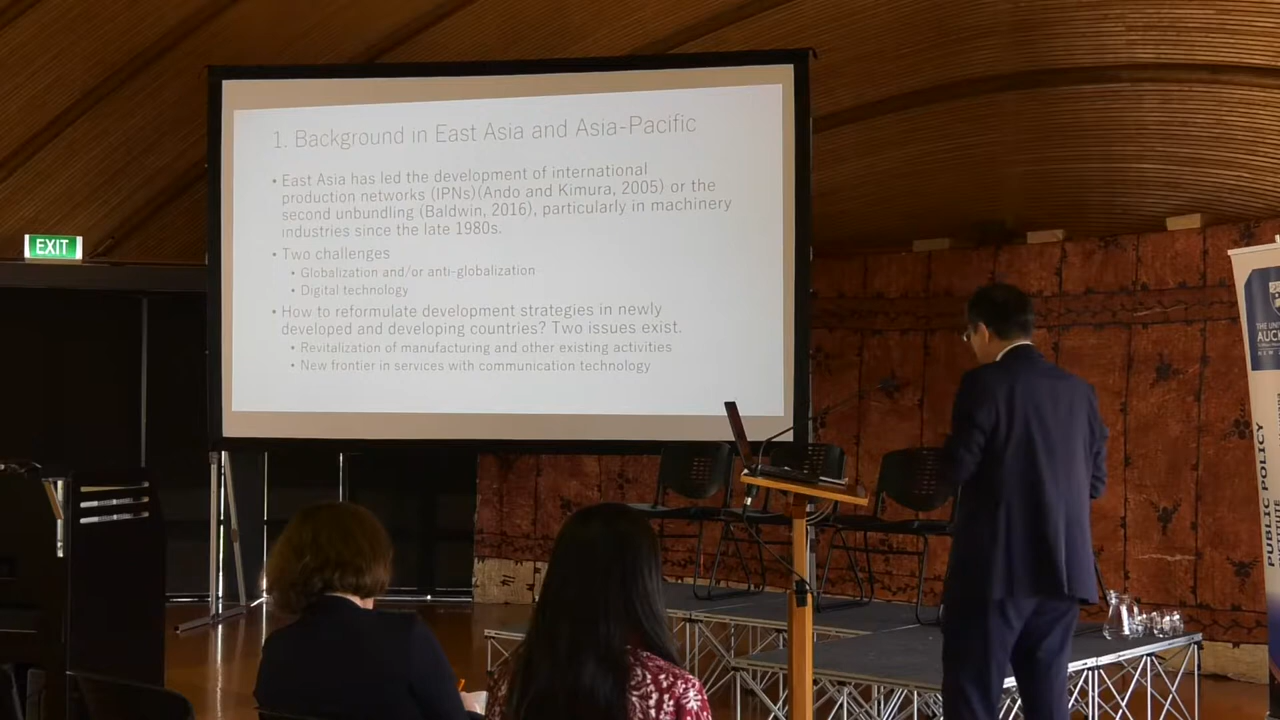 1. Background in East Asia and Asia-Pacific
• East Asia has led the development of international
production networks (IPNs)(Ando and Kimura, 2005) or the
second unbundling (Baldwin, 2016), particularly in machinery
industries since the late 1980s.
• Two challenges
• Globalization and/or anti-globalization
• Digital technology
• How to reformulate development strategies in newly
developed and developing countries? Two issues exist.
• Revitalization of manufacturing and other existing activities
• New frontier in services with communication technology
EXIT
THE UNI
AUCK
NEW
PUBLIC POLICY